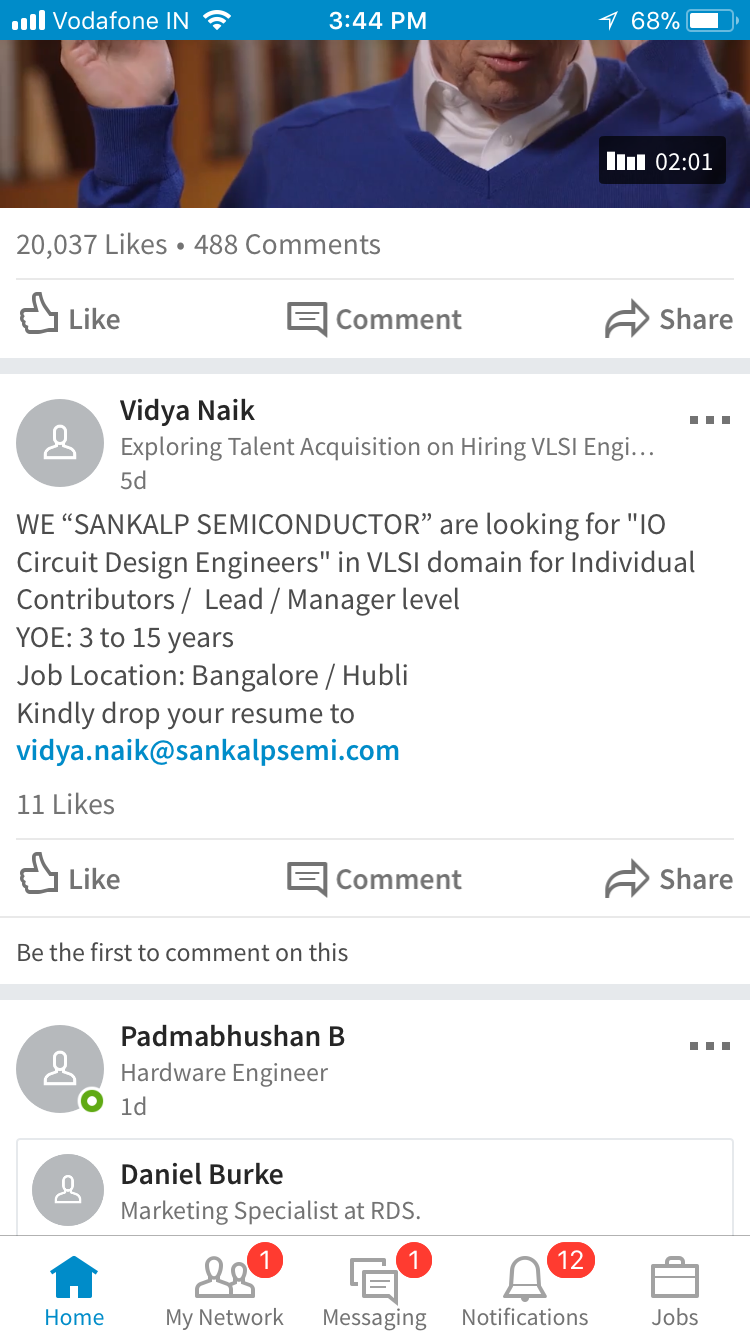 Vodafone IN 3:44 PM 68%
02:01
20,037 Likes • 488 Comments
Like Comment Share
Vidya Naik
Exploring Talent Acquisition on Hiring VLSI Engi...
5d
WE “SANKALP SEMICONDUCTOR” are looking for "IO
Circuit Design Engineers" in VLSI domain for Individual
Contributors /  Lead / Manager level
YOE: 3 to 15 years
Job Location: Bangalore / Hubli
Kindly drop your resume to
vidya.naik@sankalpsemi.com
11 Likes
Like Comment Share
Be the first to comment on this
Padmabhushan B
Hardware Engineer
1d
Daniel Burke
Marketing Specialist at RDS.
1 1 12
Home My Network Messaging Notifications Jobs